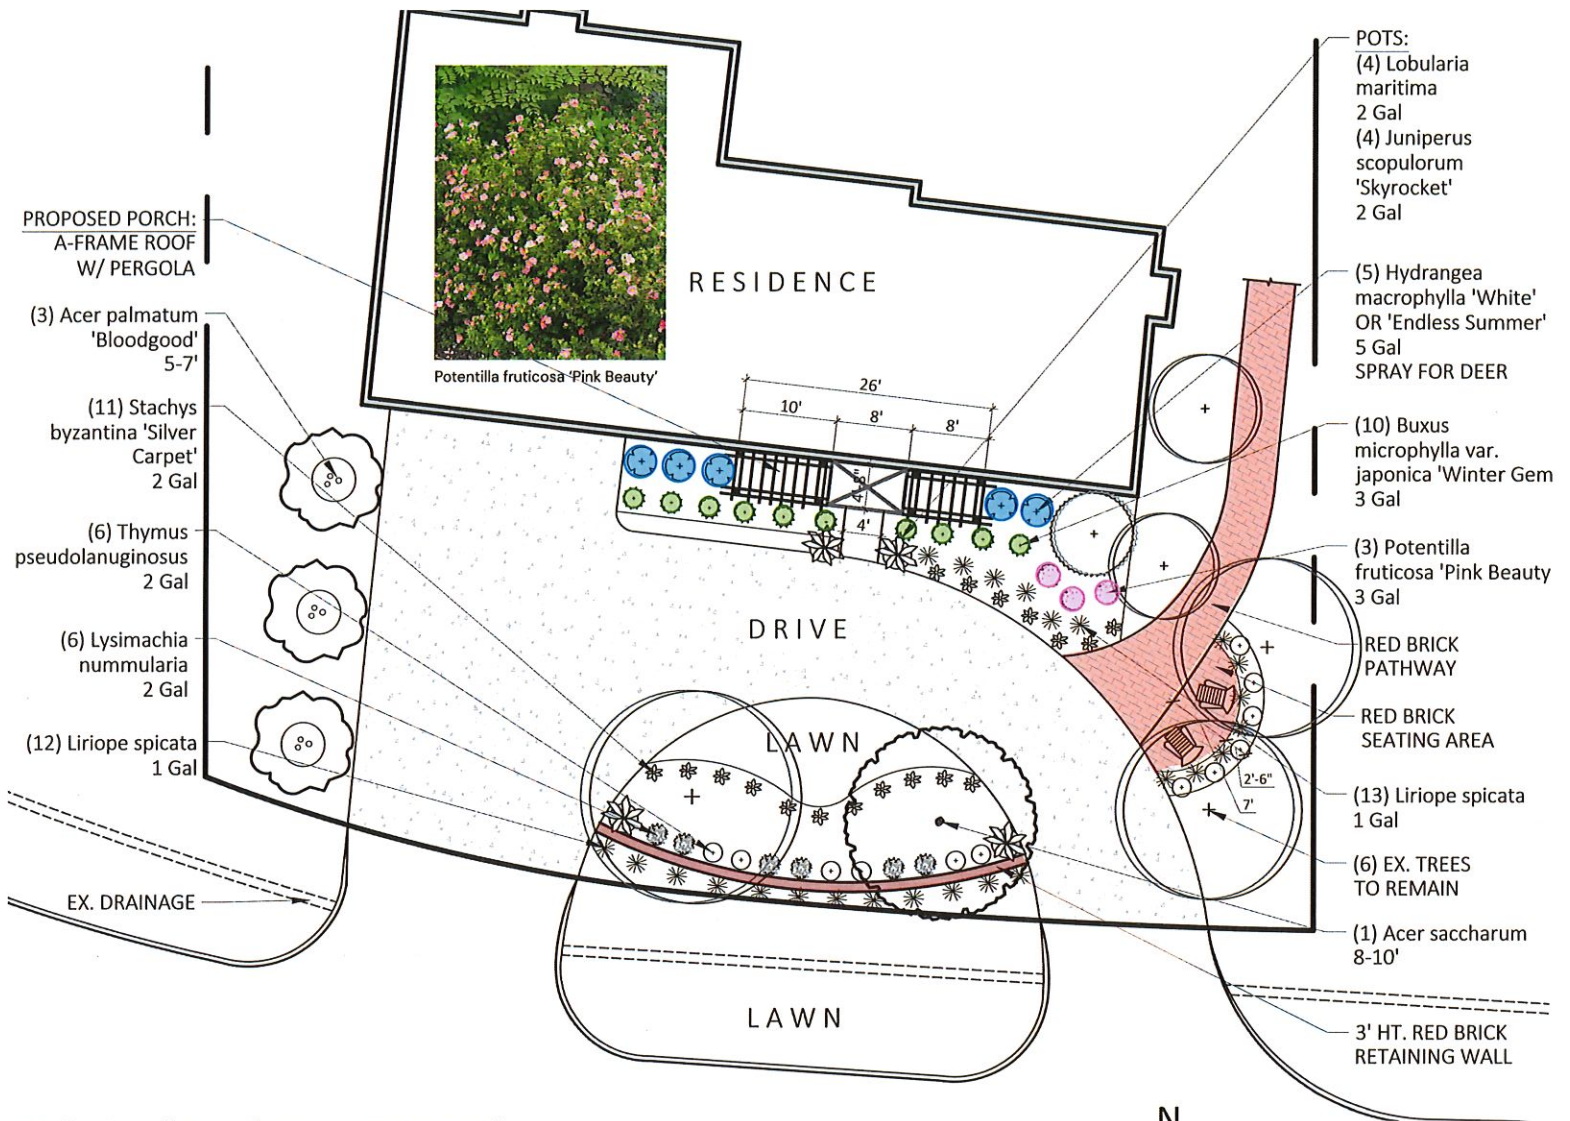 PROPOSED PORCH:
A-FRAME ROOF
W/ PERGOLA
(3) Acer palmatum
'Bloodgood'
5-7'
(11) Stachys
byzantina 'Silver
Carpet'
2 Gal
(6) Thymus
pseudolanuginosus
2 Gal
(6) Lysimachia
nummularia
2 Gal
(12) Liriope spicata
1 Gal
EX. DRAINAGE
Potentilla fruticosa 'Pink Beauty'
RESIDENCE
26'
10'
8'
8'
4'-8"
4'
DRIVE
LAWN
LAWN
2'-6"
7'
POTS:
(4) Lobularia
maritima
2 Gal
(4) Juniperus
scopulorum
'Skyrocket'
2 Gal
(5) Hydrangea
macrophylla 'White'
OR 'Endless Summer'
5 Gal
SPRAY FOR DEER
(10) Buxus
microphylla var.
japonica 'Winter Gem
3 Gal
(3) Potentilla
fruticosa 'Pink Beauty
3 Gal
RED BRICK
PATHWAY
RED BRICK
SEATING AREA
(13) Liriope spicata
1 Gal
(6) EX. TREES
TO REMAIN
(1) Acer saccharum
8-10'
3' HT. RED BRICK
RETAINING WALL
N